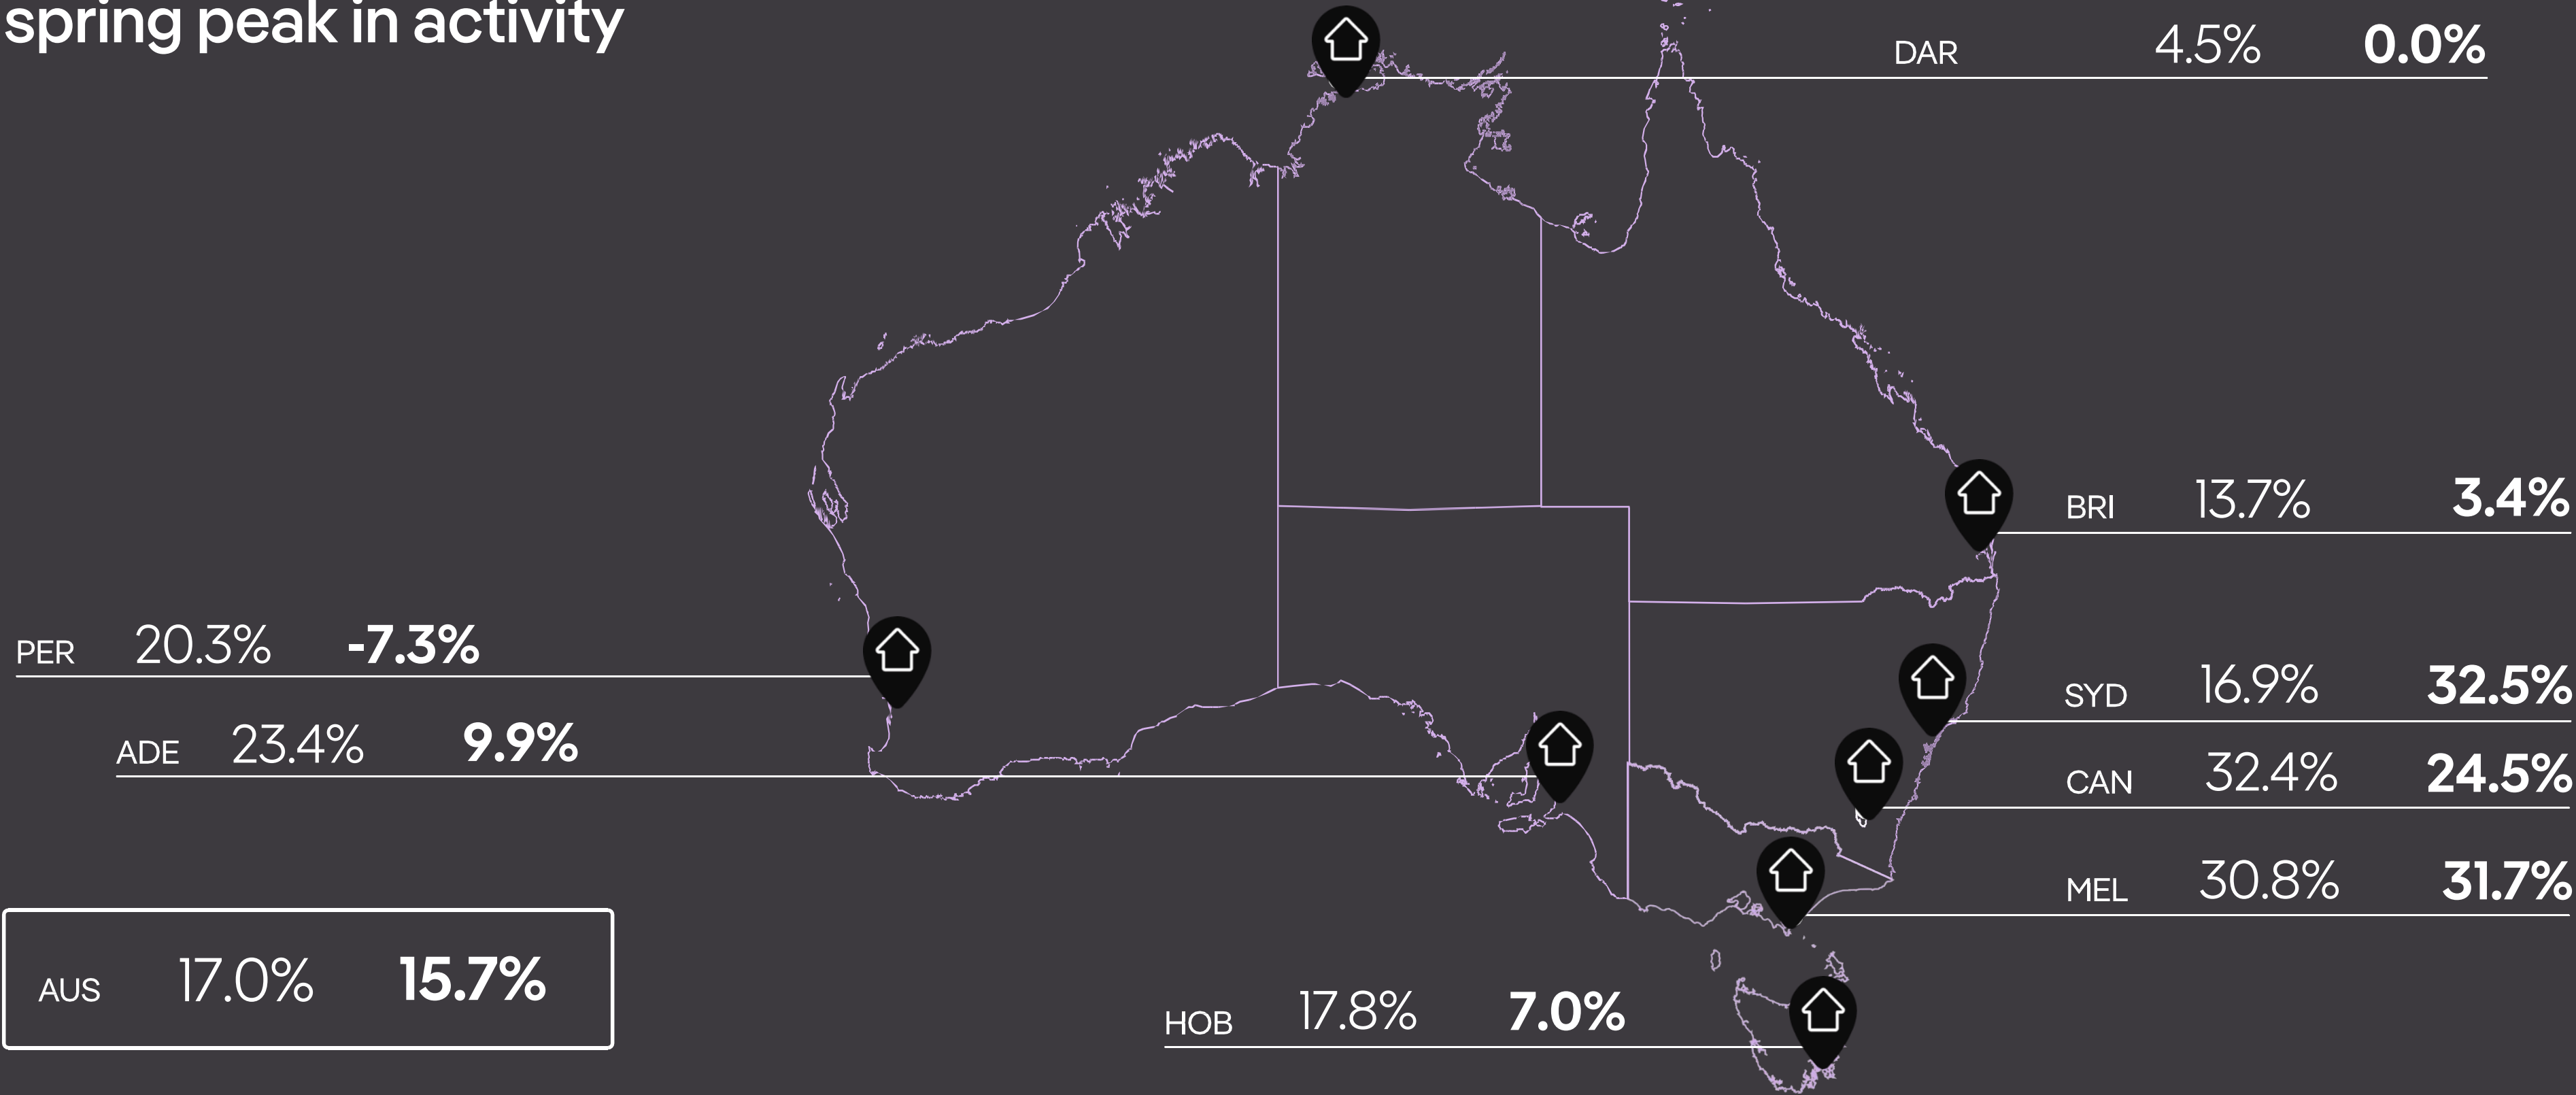 spring peak in activity
DAR 4.5% 0.0%
BRI 13.7% 3.4%
PER 20.3% -7.3%
SYD 16.9% 32.5%
ADE 23.4% 9.9%
CAN 32.4% 24.5%
MEL 30.8% 31.7%
AUS 17.0% 15.7%
HOB 17.8% 7.0%